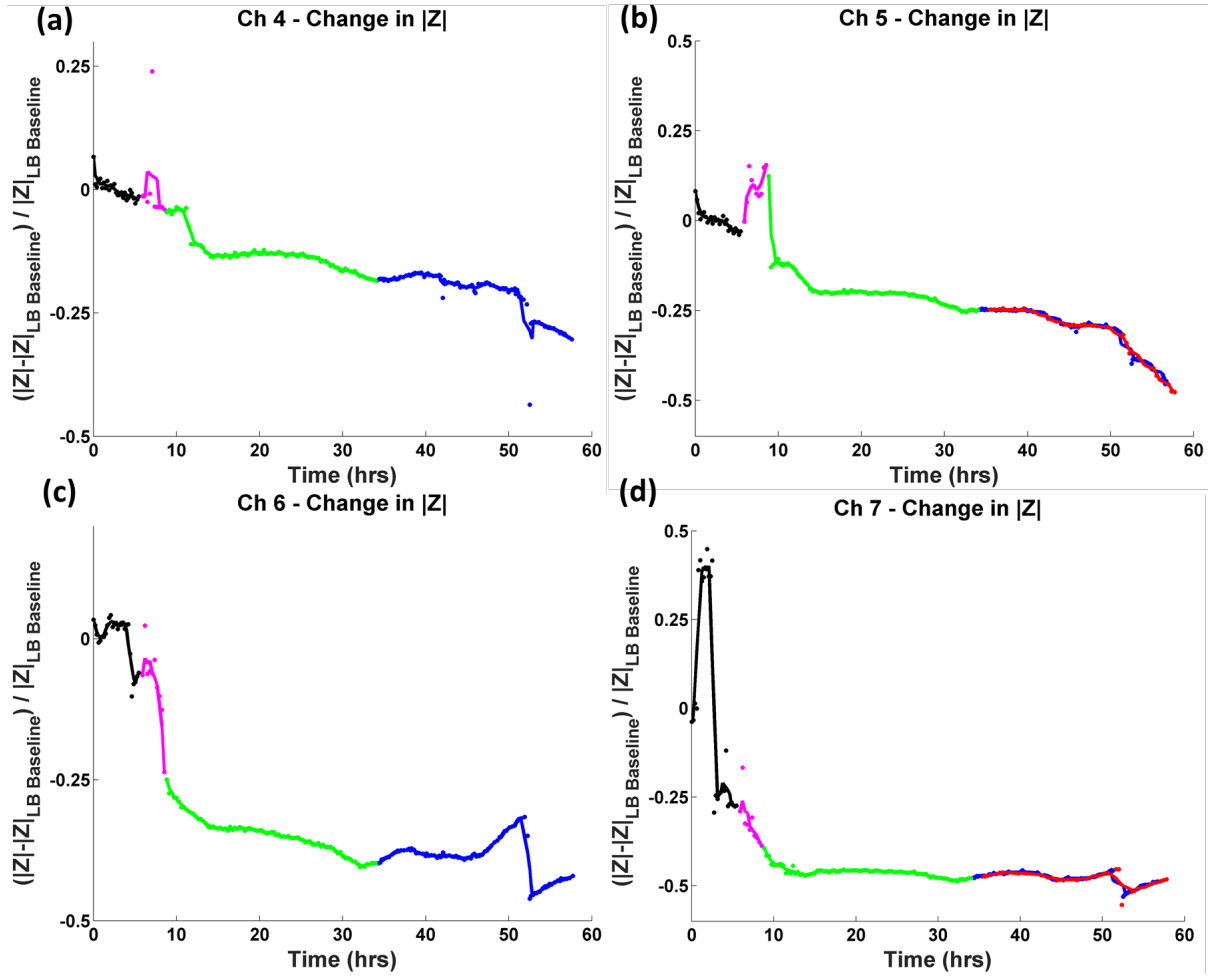 (a)
Ch 4 - Change in |Z|
(|Z|-|Z|LB Baseline) / |Z|LB Baseline
0.25
0
-0.25
-0.5
0 10 20 30 40 50 60
Time (hrs)
(b)
Ch 5 - Change in |Z|
(|Z|-|Z|LB Baseline) / |Z|LB Baseline
0.5
0.25
0
-0.25
-0.5
0 10 20 30 40 50 60
Time (hrs)
(c)
Ch 6 - Change in |Z|
(|Z|-|Z|LB Baseline) / |Z|LB Baseline
0
-0.25
-0.5
0 10 20 30 40 50 60
Time (hrs)
(d)
Ch 7 - Change in |Z|
(|Z|-|Z|LB Baseline) / |Z|LB Baseline
0.5
0.25
0
-0.25
-0.5
0 10 20 30 40 50 60
Time (hrs)